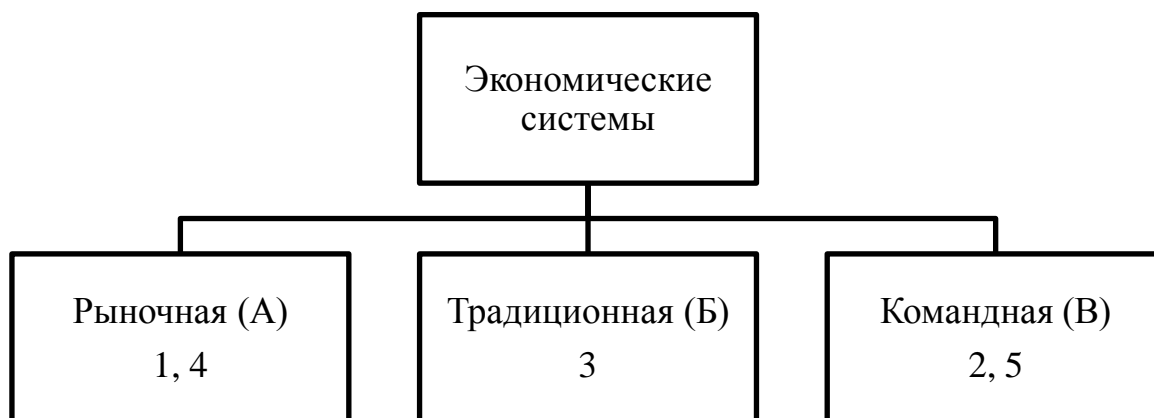 Экономические
системы
Рыночная (А)
1, 4
Традиционная (Б)
3
Командная (В)
2, 5